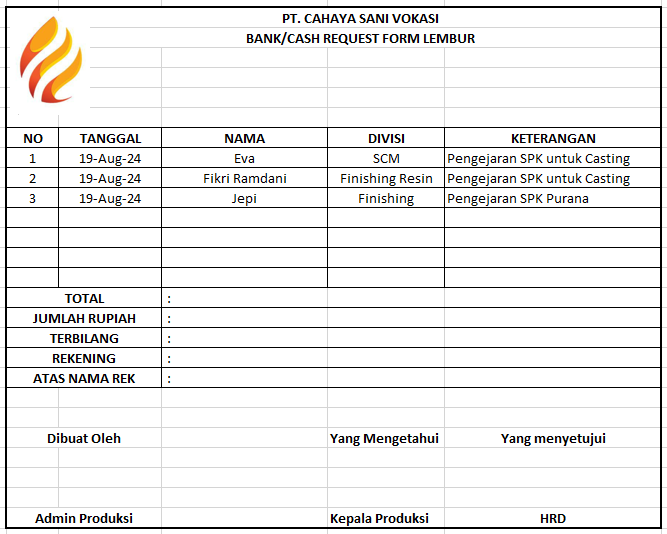 PT. CAHAYA SANI VOKASI
BANK/CASH REQUEST FORM LEMBUR
NO TANGGAL NAMA DIVISI KETERANGAN
1 19-Aug-24 Eva SCM Pengejaran SPK untuk Casting
2 19-Aug-24 Fikri Ramdani Finishing Resin Pengejaran SPK untuk Casting
3 19-Aug-24 Jepi Finishing Pengejaran SPK Purana
TOTAL :
JUMLAH RUPIAH :
TERBILANG :
REKENING :
ATAS NAMA REK :
Dibuat Oleh Yang Mengetahui Yang menyetujui
Admin Produksi Kepala Produksi HRD